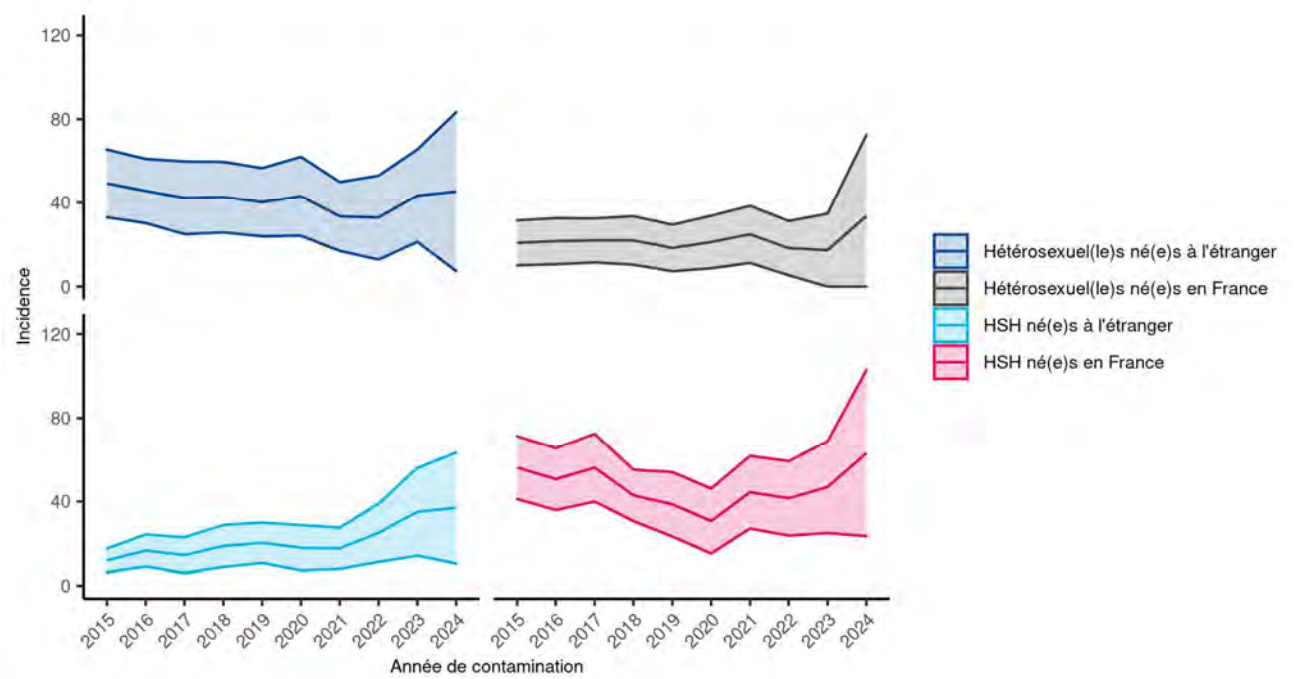 120
80
40
0
120
80
40
0
Incidence
2015 2016 2017 2018 2019 2020 2021 2022 2023 2024
2015 2016 2017 2018 2019 2020 2021 2022 2023 2024
Année de contamination
Hétérosexuel(le)s né(e)s à l'étranger
Hétérosexuel(le)s né(e)s en France
HSH né(e)s à l'étranger
HSH né(e)s en France